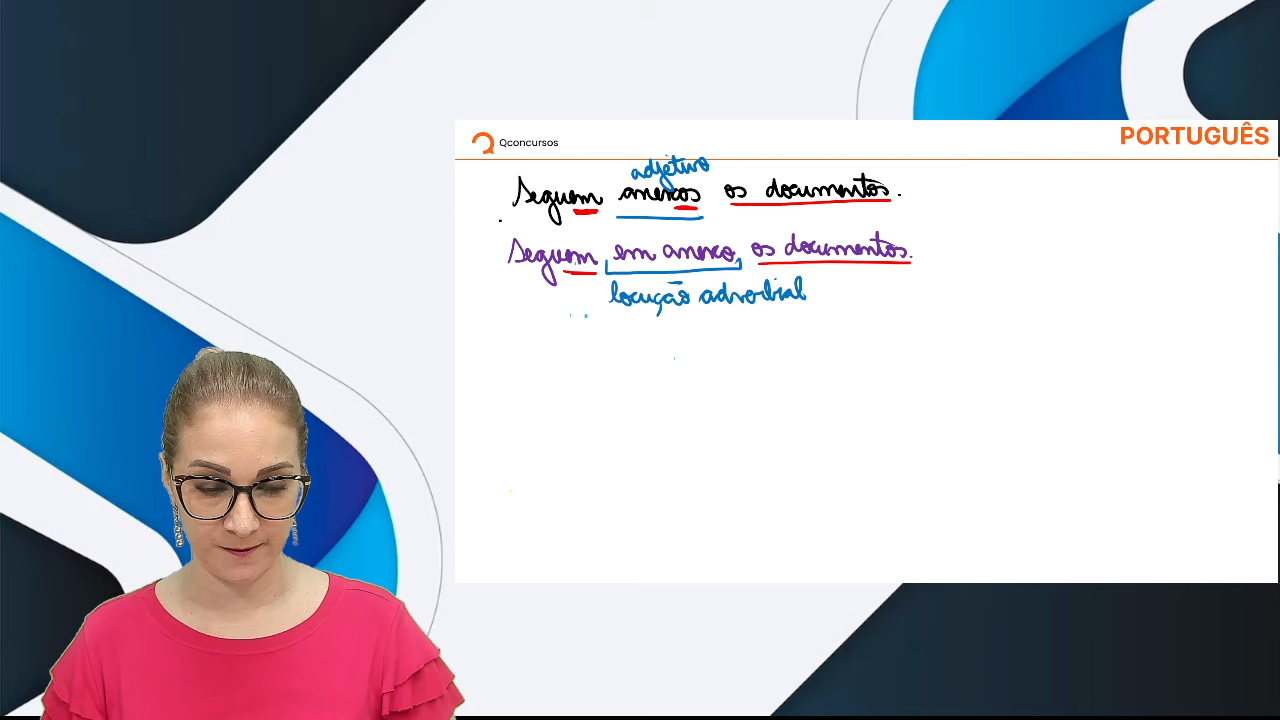 PORTUGUÊS
Qconcursos
adjetivo
Seguem anexos os documentos.
Seguem em anexo os documentos.
locução adverbial